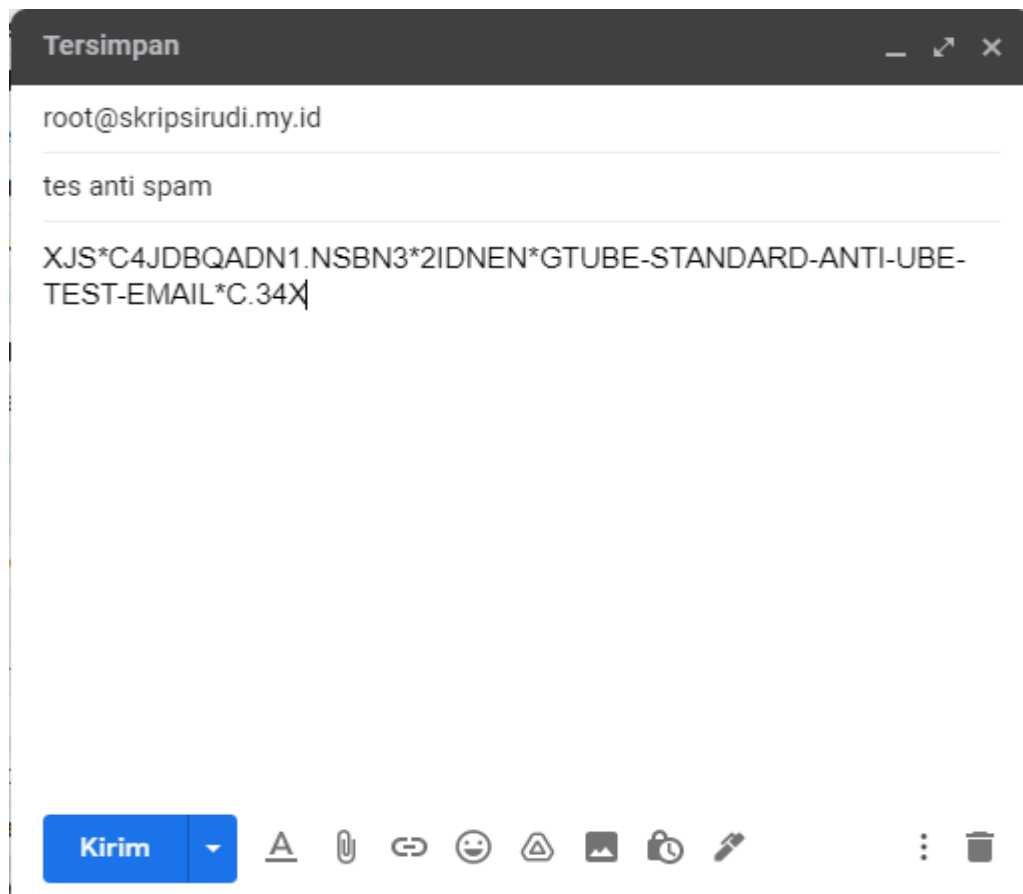 Tersimpan
root@skripsirudi.my.id
tes anti spam
XJS*C4JDBQADN1.NSBN3*2IDNEN*GTUBE-STANDARD-ANTI-UBE-
TEST-EMAIL*C.34X
Kirim